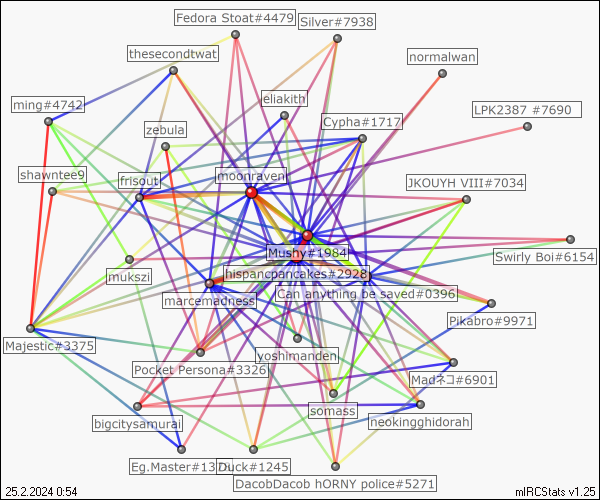 Fedora Stoat#4479
Silver#7938
thesecondtwat
normalwan
eliakith
ming#4742
LPK2387 #7690
Cypha#1717
zebula
shawntee9
frisout
moonraven
JKOUYH VIII#7034
Mushy#1984
Swirly Boi#6154
mukszi
hispancpancakes#2928
marcemadness
Can anything be saved#0396
Pikabro#9971
Majestic#3375
yoshimanden
Pocket Persona#3326
Madネコ#6901
somass
bigcitysamurai
neokingghidorah
Duck#1245
DacobDacob hORNY police#5271
25.2.2024 0:54
mIRCStats v1.25